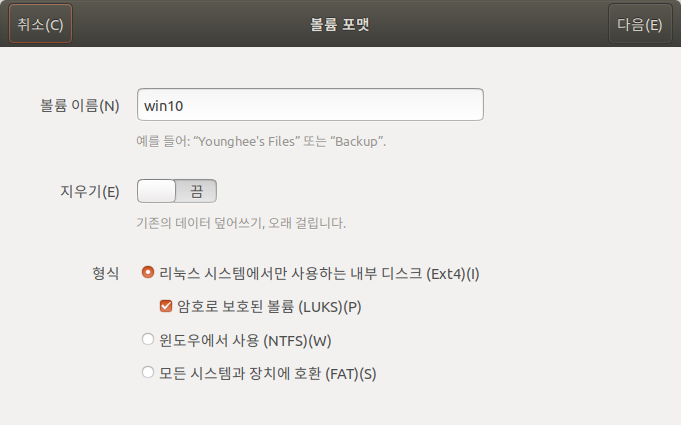 취소(C) 볼륨 포맷 다음(E)
볼륨 이름(N) win10
예를 들어: “Younghee's Files” 또는 “Backup”.
지우기(E) 끔
기존의 데이터 덮어쓰기, 오래 걸립니다.
형식 리눅스 시스템에서만 사용하는 내부 디스크 (Ext4)(I)
암호로 보호된 볼륨 (LUKS)(P)
윈도우에서 사용 (NTFS)(W)
모든 시스템과 장치에 호환 (FAT)(S)